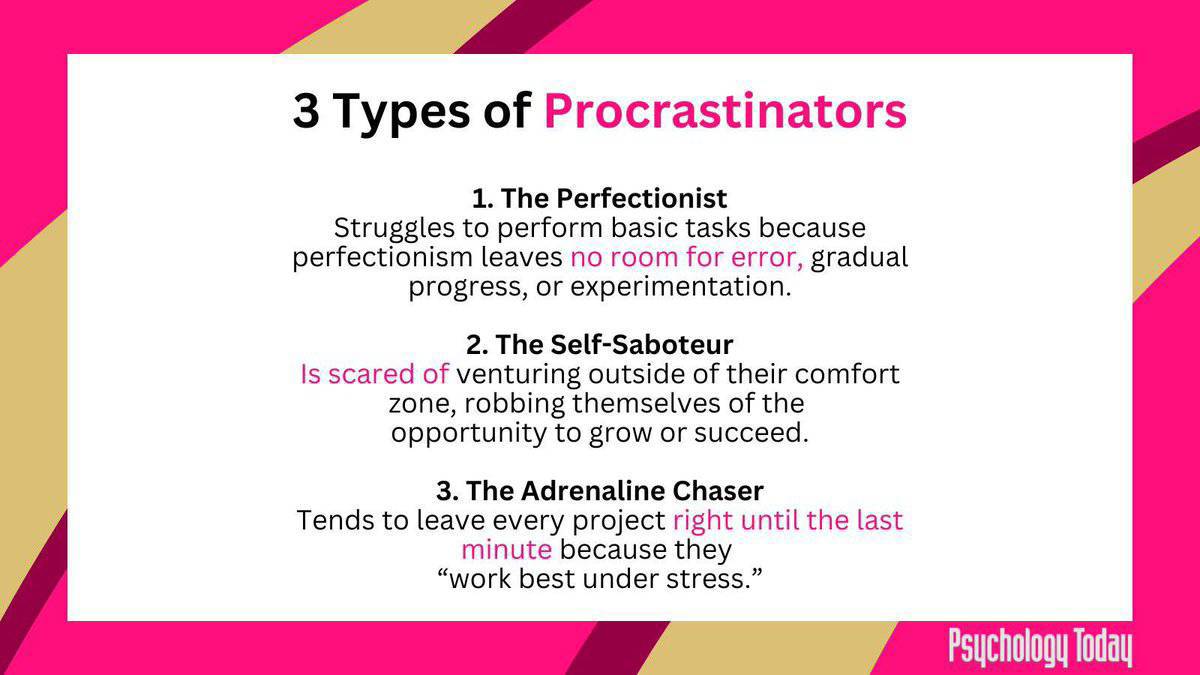 3 Types of Procrastinators
1. The Perfectionist
Struggles to perform basic tasks because
perfectionism leaves no room for error, gradual
progress, or experimentation.
2. The Self-Saboteur
Is scared of venturing outside of their comfort
zone, robbing themselves of the
opportunity to grow or succeed.
3. The Adrenaline Chaser
Tends to leave every project right until the last
minute because they
“work best under stress.”
Psychology Today